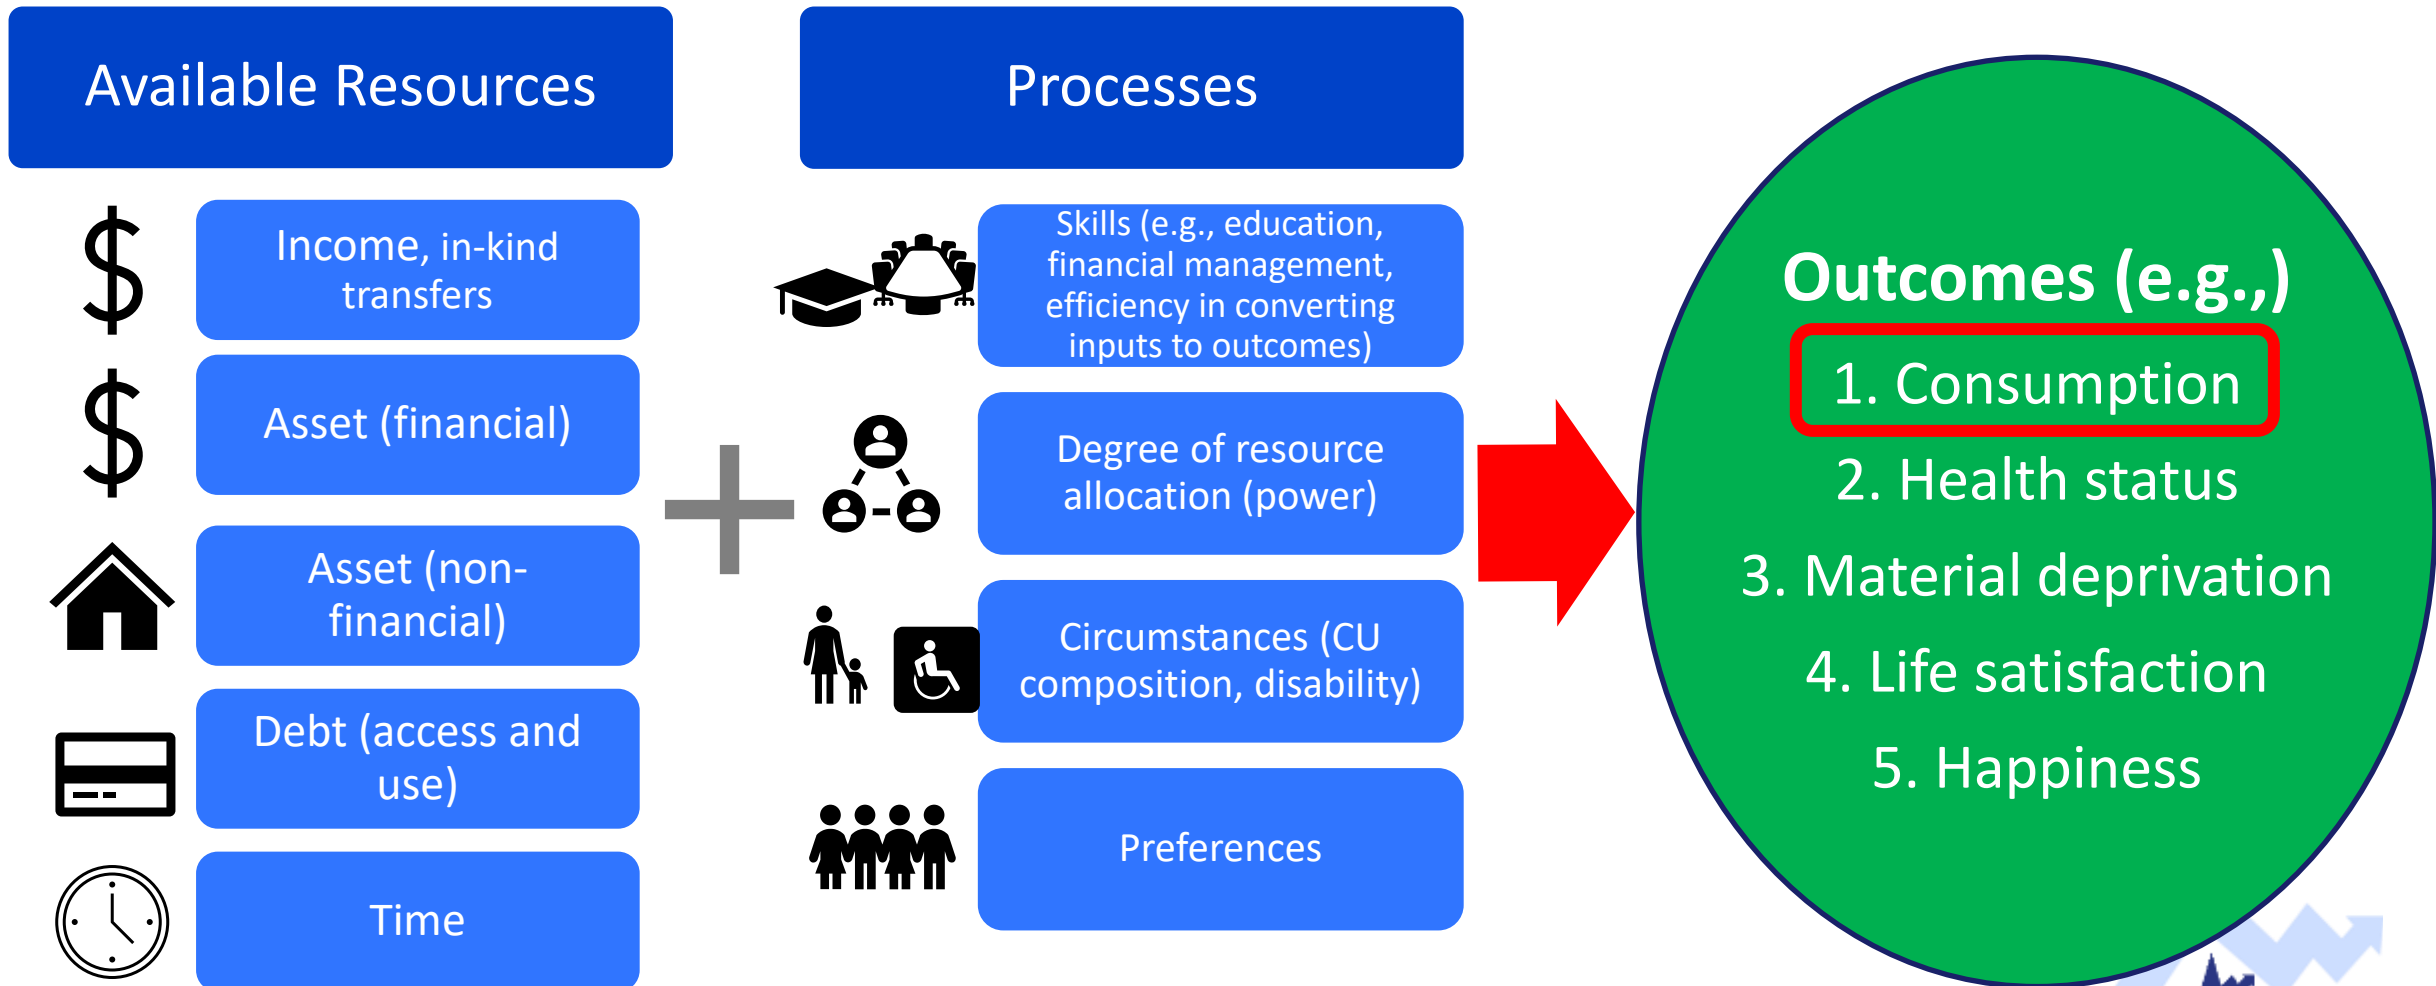 Available Resources
Income, in-kind
transfers
Asset (financial)
Asset (non-
financial)
Debt (access and
use)
Time
Processes
Skills (e.g., education,
financial management,
efficiency in converting
inputs to outcomes)
Degree of resource
allocation (power)
Circumstances (CU
composition, disability)
Preferences
Outcomes (e.g.,)
1. Consumption
2. Health status
3. Material deprivation
4. Life satisfaction
5. Happiness